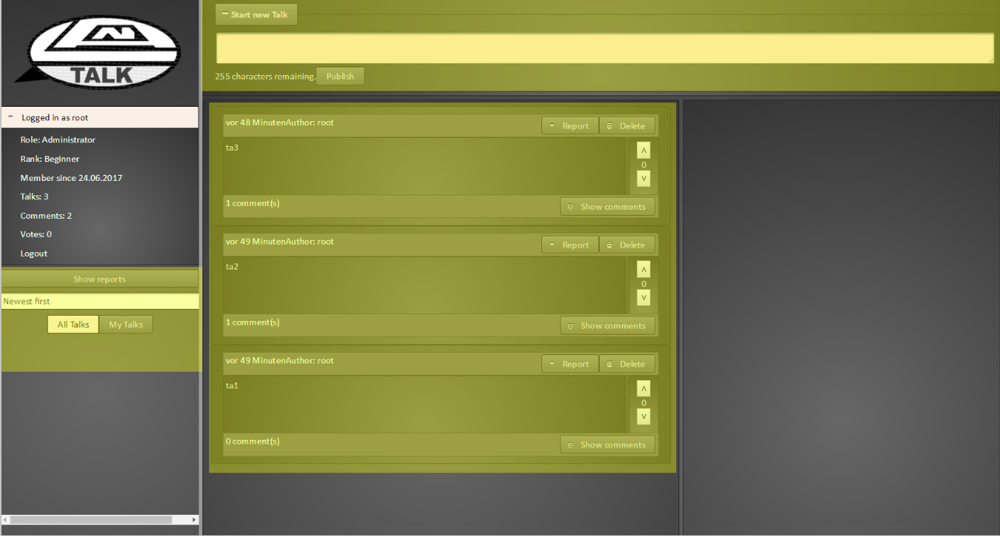 TALK
Logged in as root
Role: Administrator
Rank: Beginner
Member since 24.06.2017
Talks: 3
Comments: 2
Votes: 0
Logout
Show reports
Newest first
All Talks My Talks
Start new Talk
255 characters remaining. Publish
vor 48 MinutenAuthor: root Report Delete
ta3
0
1 comment(s) Show comments
vor 49 MinutenAuthor: root Report Delete
ta2
0
1 comment(s) Show comments
vor 49 MinutenAuthor: root Report Delete
ta1
0
0 comment(s) Show comments